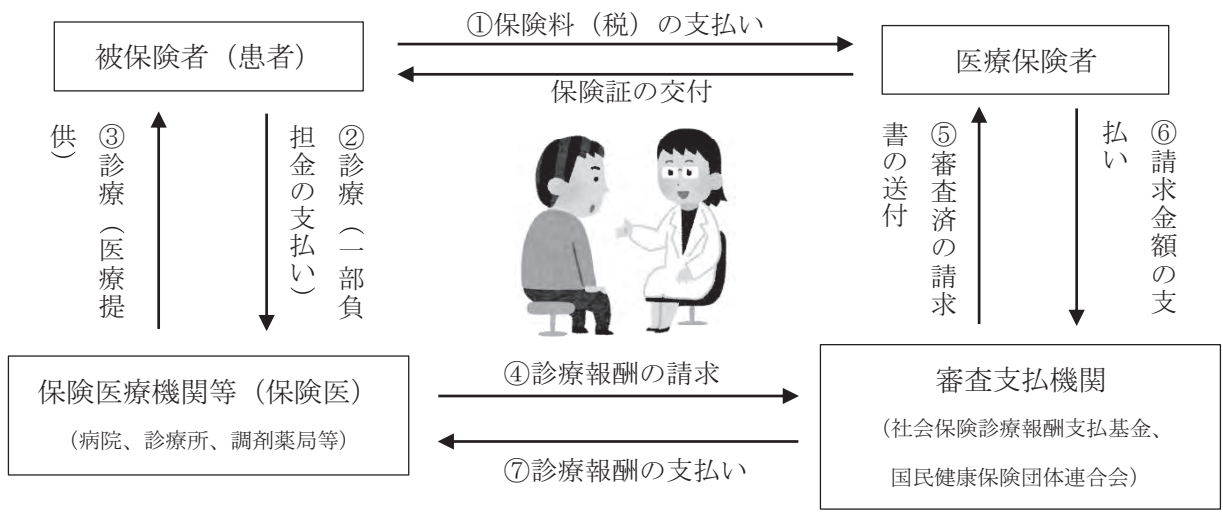 ①保険料（税）の支払い
被保険者（患者）
医療保険者
保険証の交付
③診療（医療提
供）
②診療（一部負
担金の支払い）
⑤審査済の請求
書の送付
⑥請求金額の支
払い
保険医療機関等（保険医）
（病院、診療所、調剤薬局等）
④診療報酬の請求
⑦診療報酬の支払い
審査支払機関
（社会保険診療報酬支払基金、
国民健康保険団体連合会）